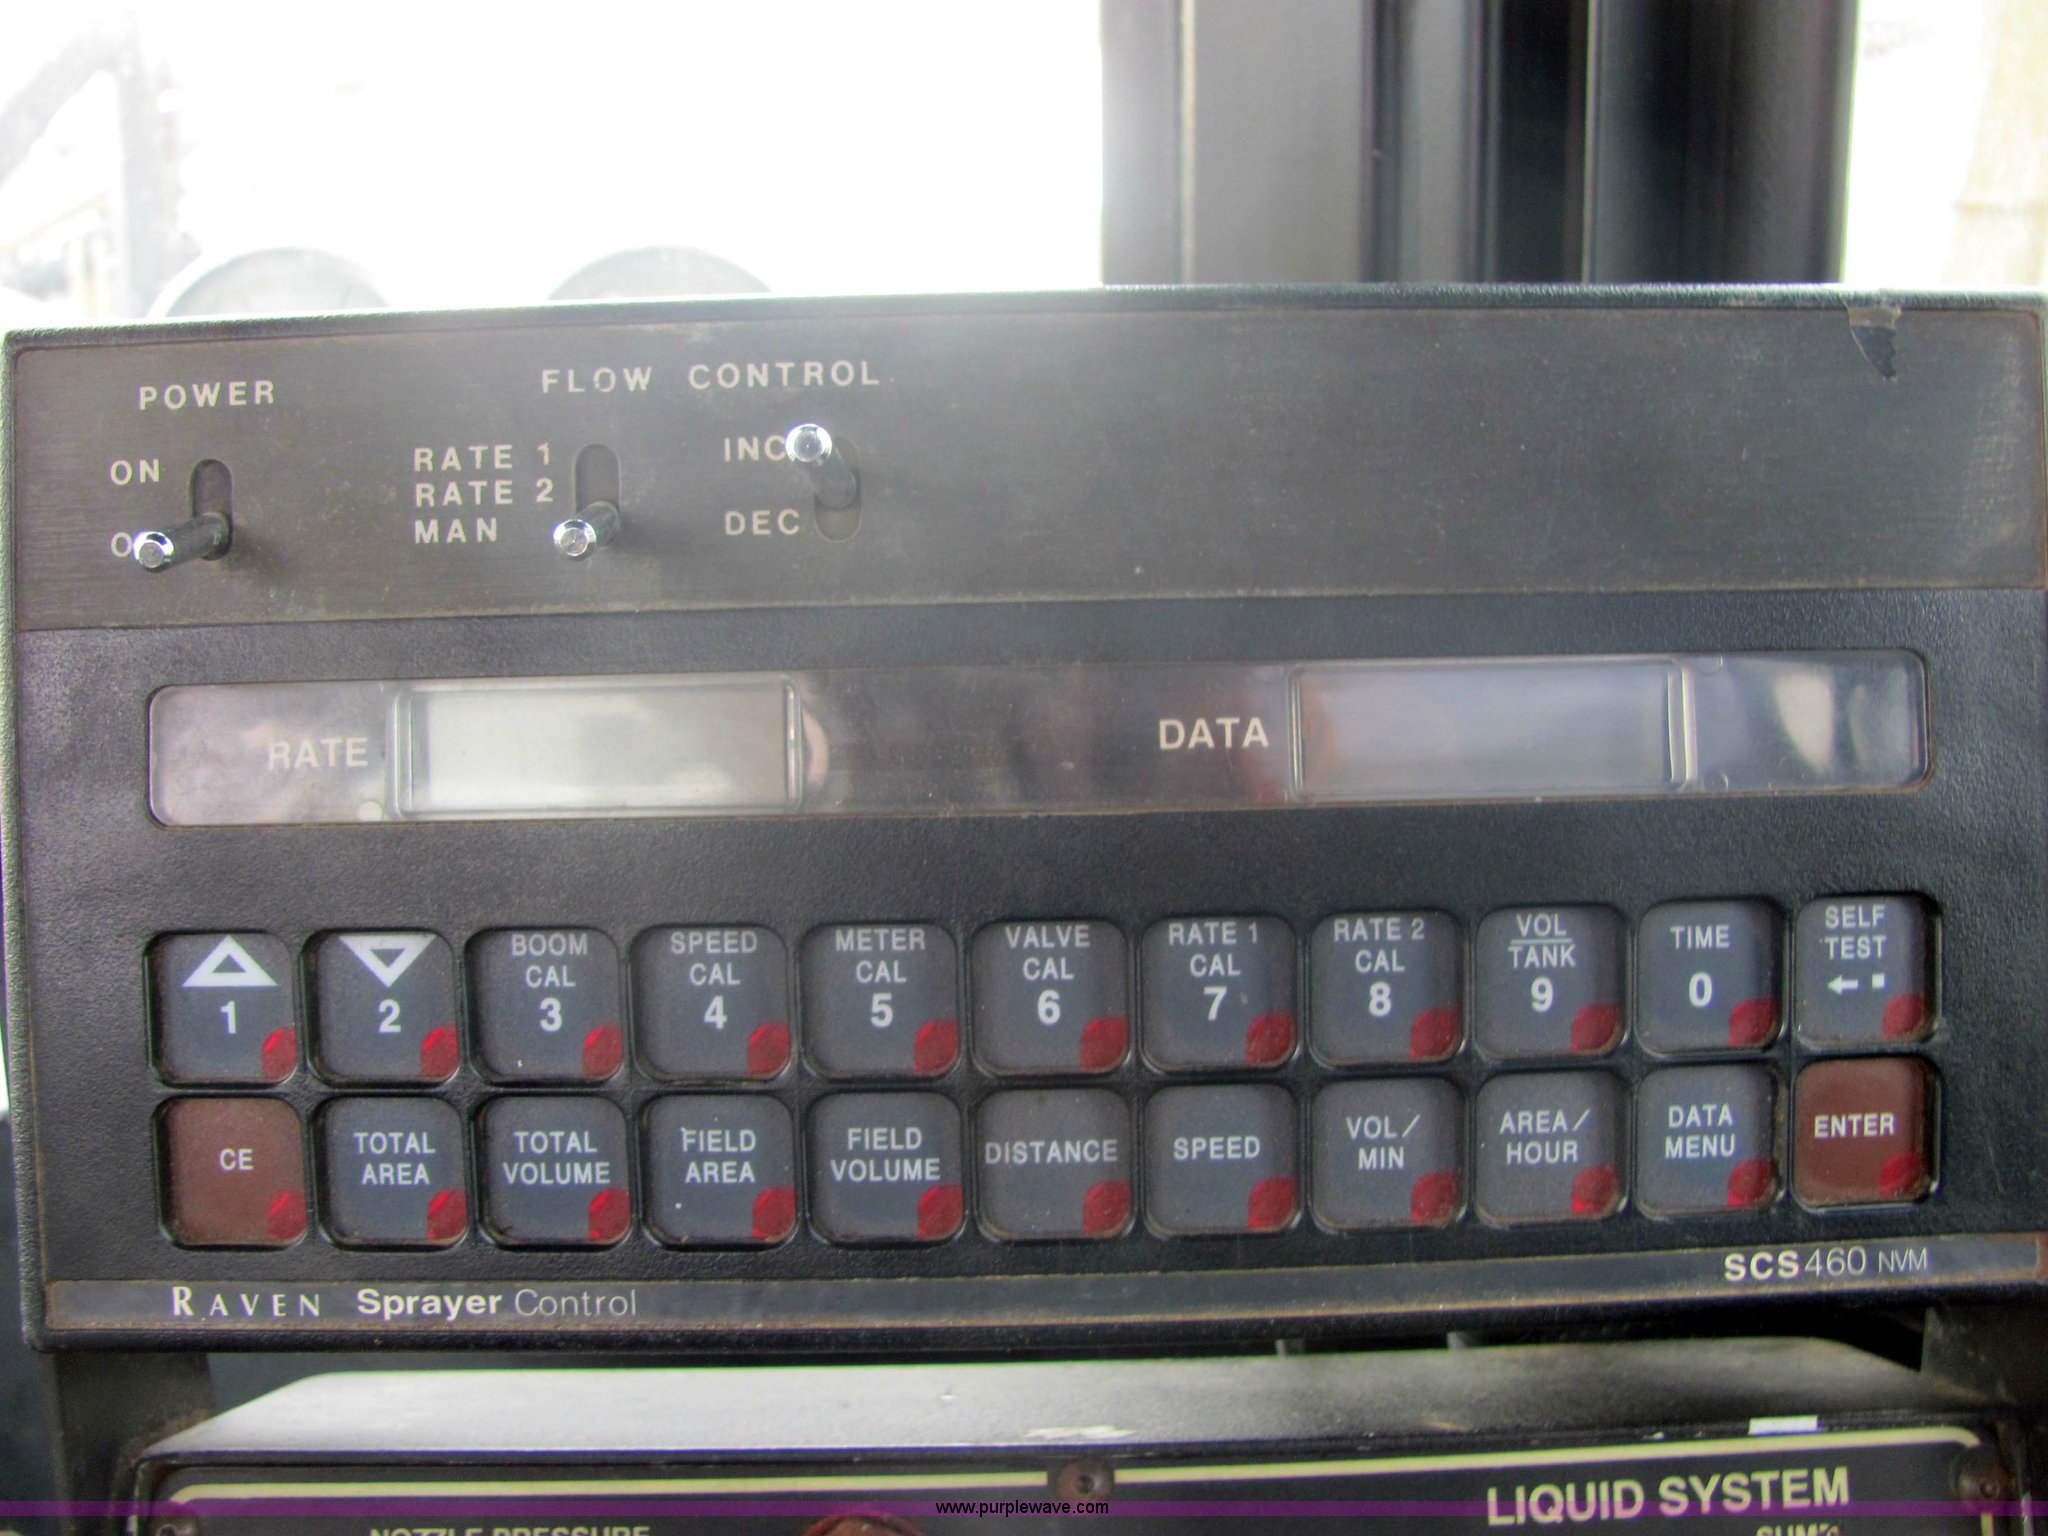 POWER
FLOW CONTROL
ON
RATE 1
RATE 2
MAN
INC
DEC
RATE
DATA
1
2
BOOM CAL 3
SPEED CAL 4
METER CAL 5
VALVE CAL 6
RATE 1 CAL 7
RATE 2 CAL 8
VOL TANK 9
TIME 0
SELF TEST ←
CE
TOTAL AREA
TOTAL VOLUME
FIELD AREA
FIELD VOLUME
DISTANCE
SPEED
VOL/MIN
AREA/HOUR
DATA MENU
ENTER
RAVEN Sprayer Control
SCS460 NVM
LIQUID SYSTEM
www.purplewave.com
NOZZLE PRESSURE